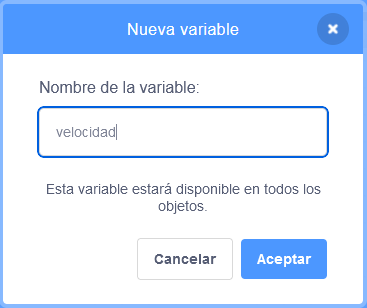 Nueva variable
Nombre de la variable:
velocidad
Esta variable estará disponible en todos los
objetos.
Cancelar
Aceptar